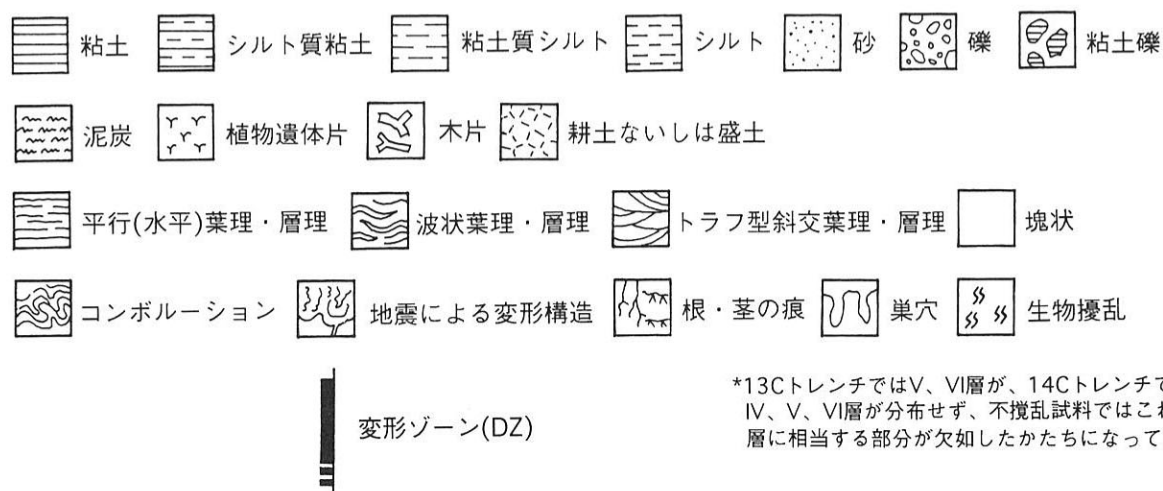 粘土 シルト質粘土 粘土質シルト シルト 砂 礫 粘土礫
泥炭 植物遺体片 木片 耕土ないしは盛土
平行(水平)葉理・層理 波状葉理・層理 トラフ型斜交葉理・層理 塊状
コンボルーション 地震による変形構造 根・茎の痕 巣穴 生物擾乱
変形ゾーン(DZ)
*13CトレンチではV、VI層が、14Cトレンチで
IV、V、VI層が分布せず、不撹乱試料ではこれ
層に相当する部分が欠如したかたちになって